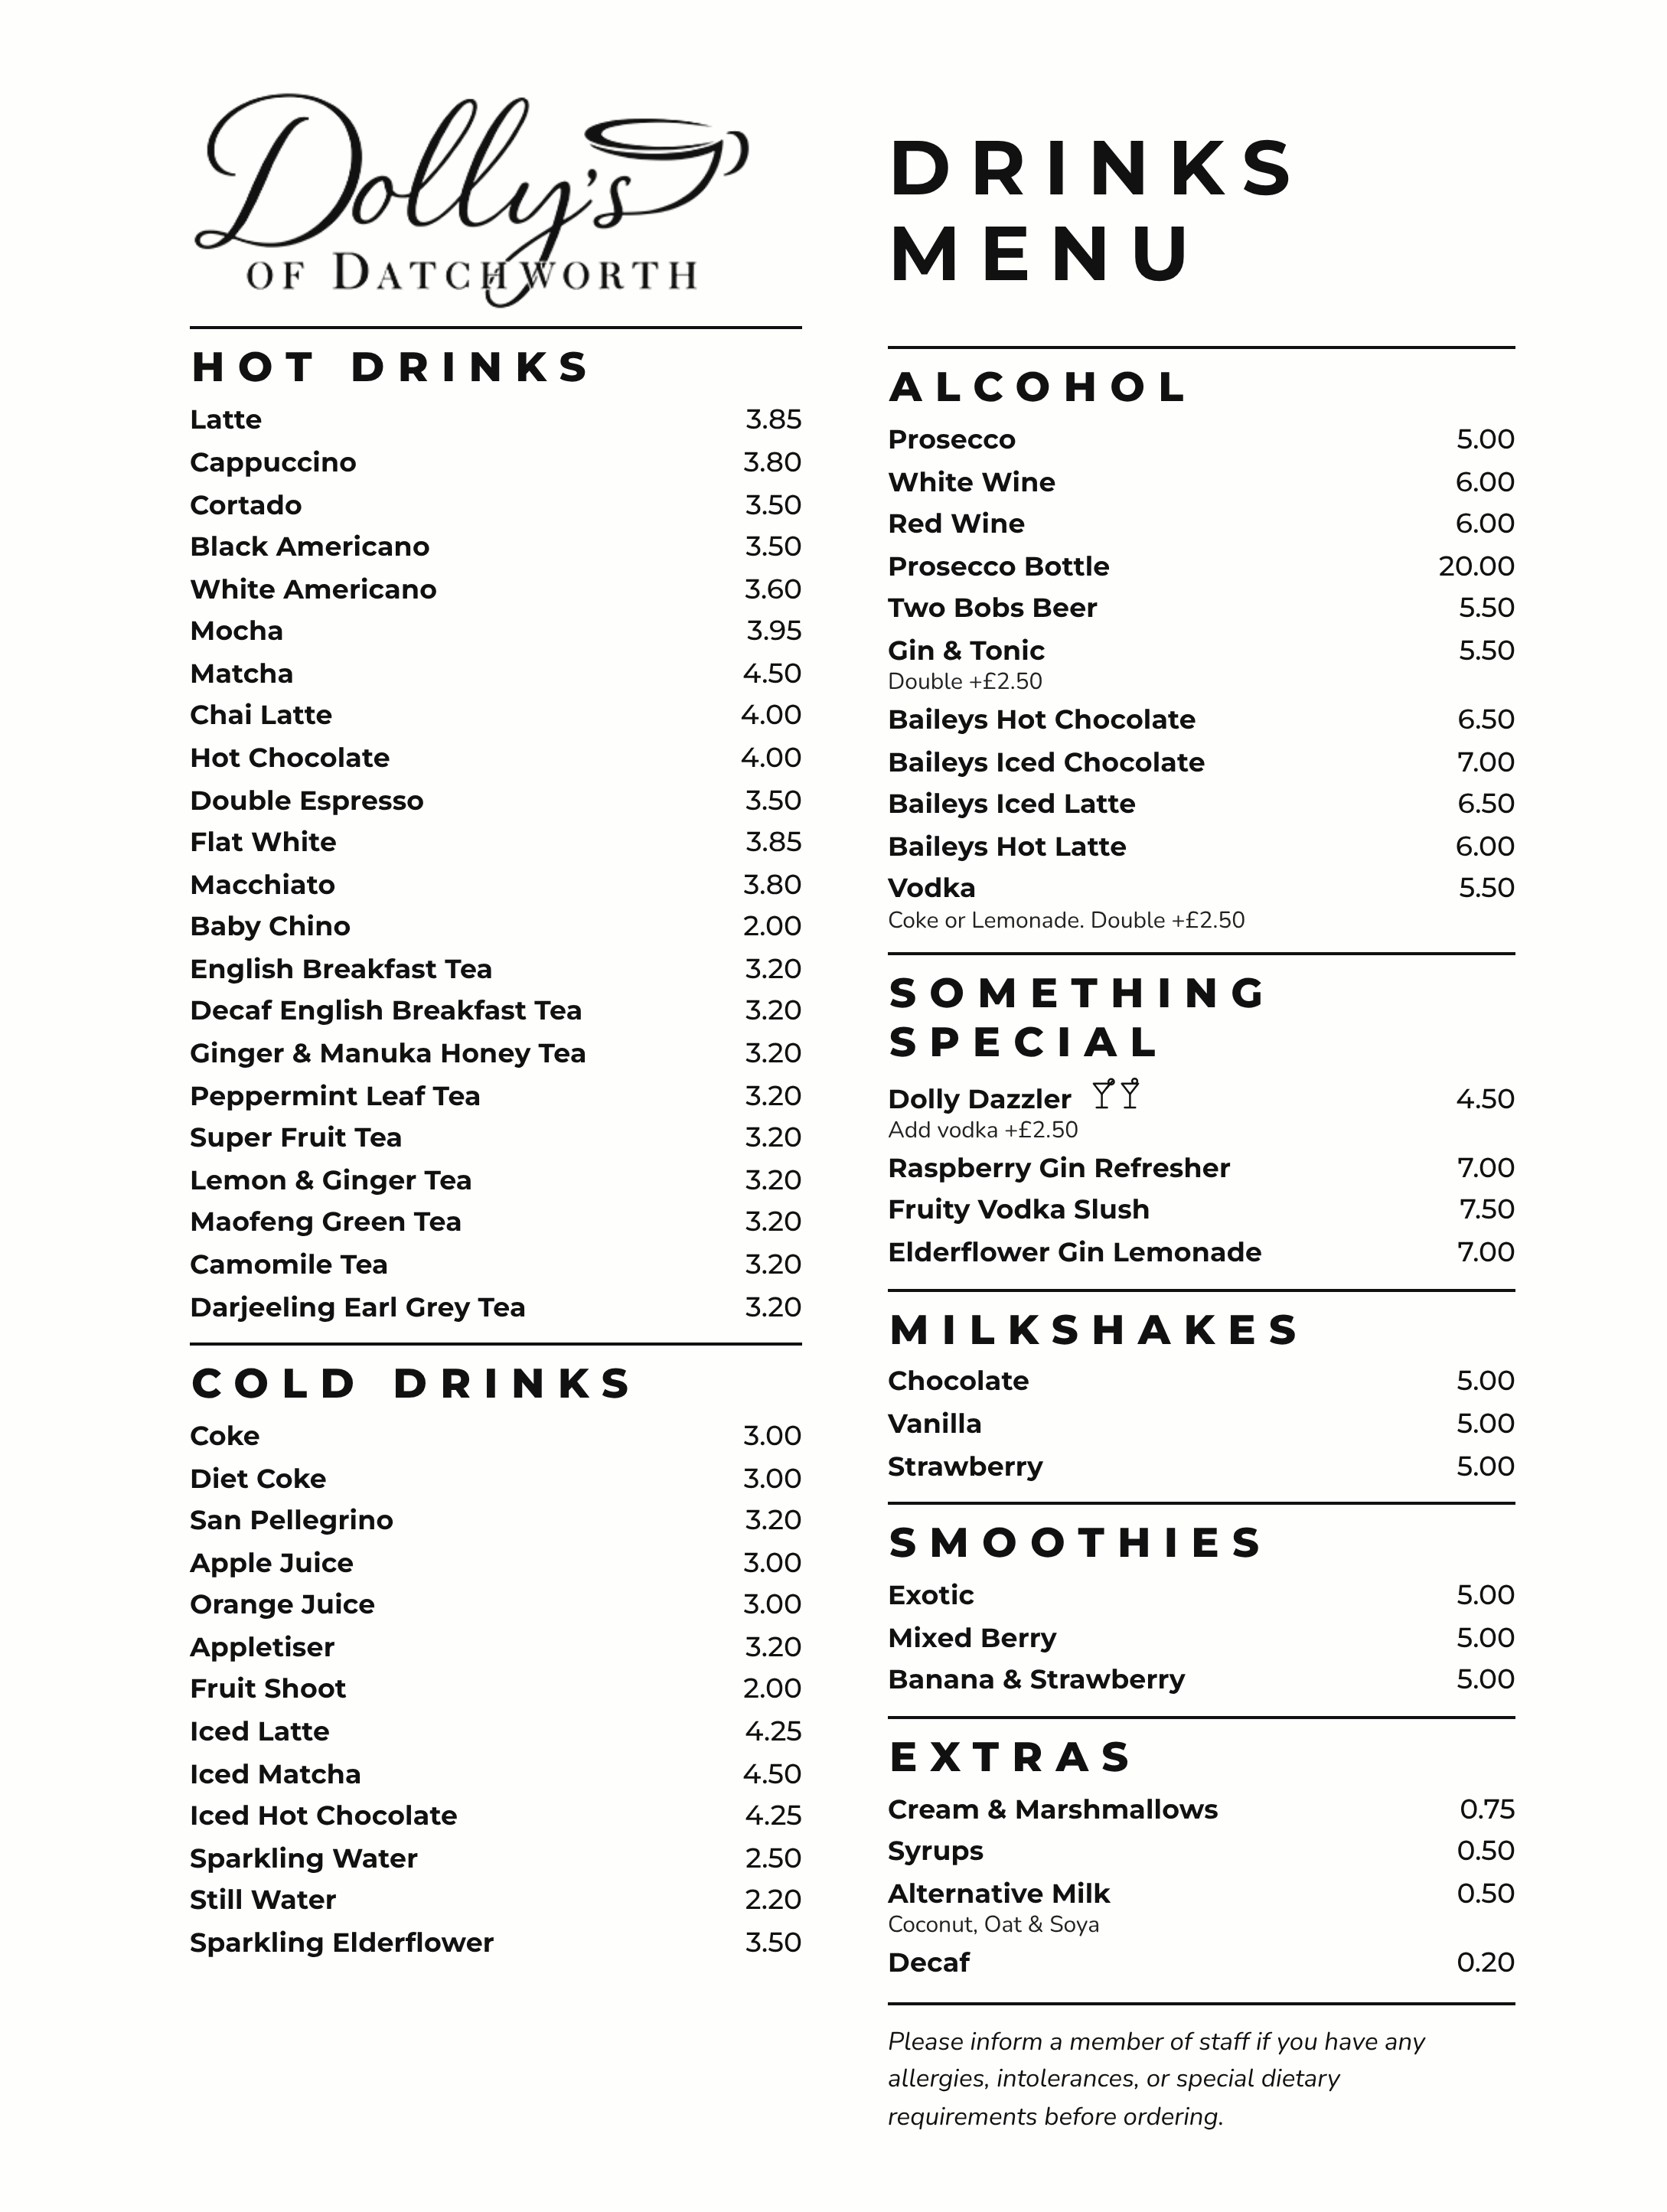 Dolly's
OF DATCHWORTH
HOT DRINKS
Latte 3.85
Cappuccino 3.80
Cortado 3.50
Black Americano 3.50
White Americano 3.60
Mocha 3.95
Matcha 4.50
Chai Latte 4.00
Hot Chocolate 4.00
Double Espresso 3.50
Flat White 3.85
Macchiato 3.80
Baby Chino 2.00
English Breakfast Tea 3.20
Decaf English Breakfast Tea 3.20
Ginger & Manuka Honey Tea 3.20
Peppermint Leaf Tea 3.20
Super Fruit Tea 3.20
Lemon & Ginger Tea 3.20
Maofeng Green Tea 3.20
Camomile Tea 3.20
Darjeeling Earl Grey Tea 3.20
COLD DRINKS
Coke 3.00
Diet Coke 3.00
San Pellegrino 3.20
Apple Juice 3.00
Orange Juice 3.00
Appletiser 3.20
Fruit Shoot 2.00
Iced Latte 4.25
Iced Matcha 4.50
Iced Hot Chocolate 4.25
Sparkling Water 2.50
Still Water 2.20
Sparkling Elderflower 3.50
DRINKS
MENU
ALCOHOL
Prosecco 5.00
White Wine 6.00
Red Wine 6.00
Prosecco Bottle 20.00
Two Bobs Beer 5.50
Gin & Tonic 5.50
Double +£2.50
Baileys Hot Chocolate 6.50
Baileys Iced Chocolate 7.00
Baileys Iced Latte 6.50
Baileys Hot Latte 6.00
Vodka 5.50
Coke or Lemonade. Double +£2.50
SOMETHING
SPECIAL
Dolly Dazzler 4.50
Add vodka +£2.50
Raspberry Gin Refresher 7.00
Fruity Vodka Slush 7.50
Elderflower Gin Lemonade 7.00
MILKSHAKES
Chocolate 5.00
Vanilla 5.00
Strawberry 5.00
SMOOTHIES
Exotic 5.00
Mixed Berry 5.00
Banana & Strawberry 5.00
EXTRAS
Cream & Marshmallows 0.75
Syrups 0.50
Alternative Milk 0.50
Coconut, Oat & Soya
Decaf 0.20
Please inform a member of staff if you have any
allergies, intolerances, or special dietary
requirements before ordering.